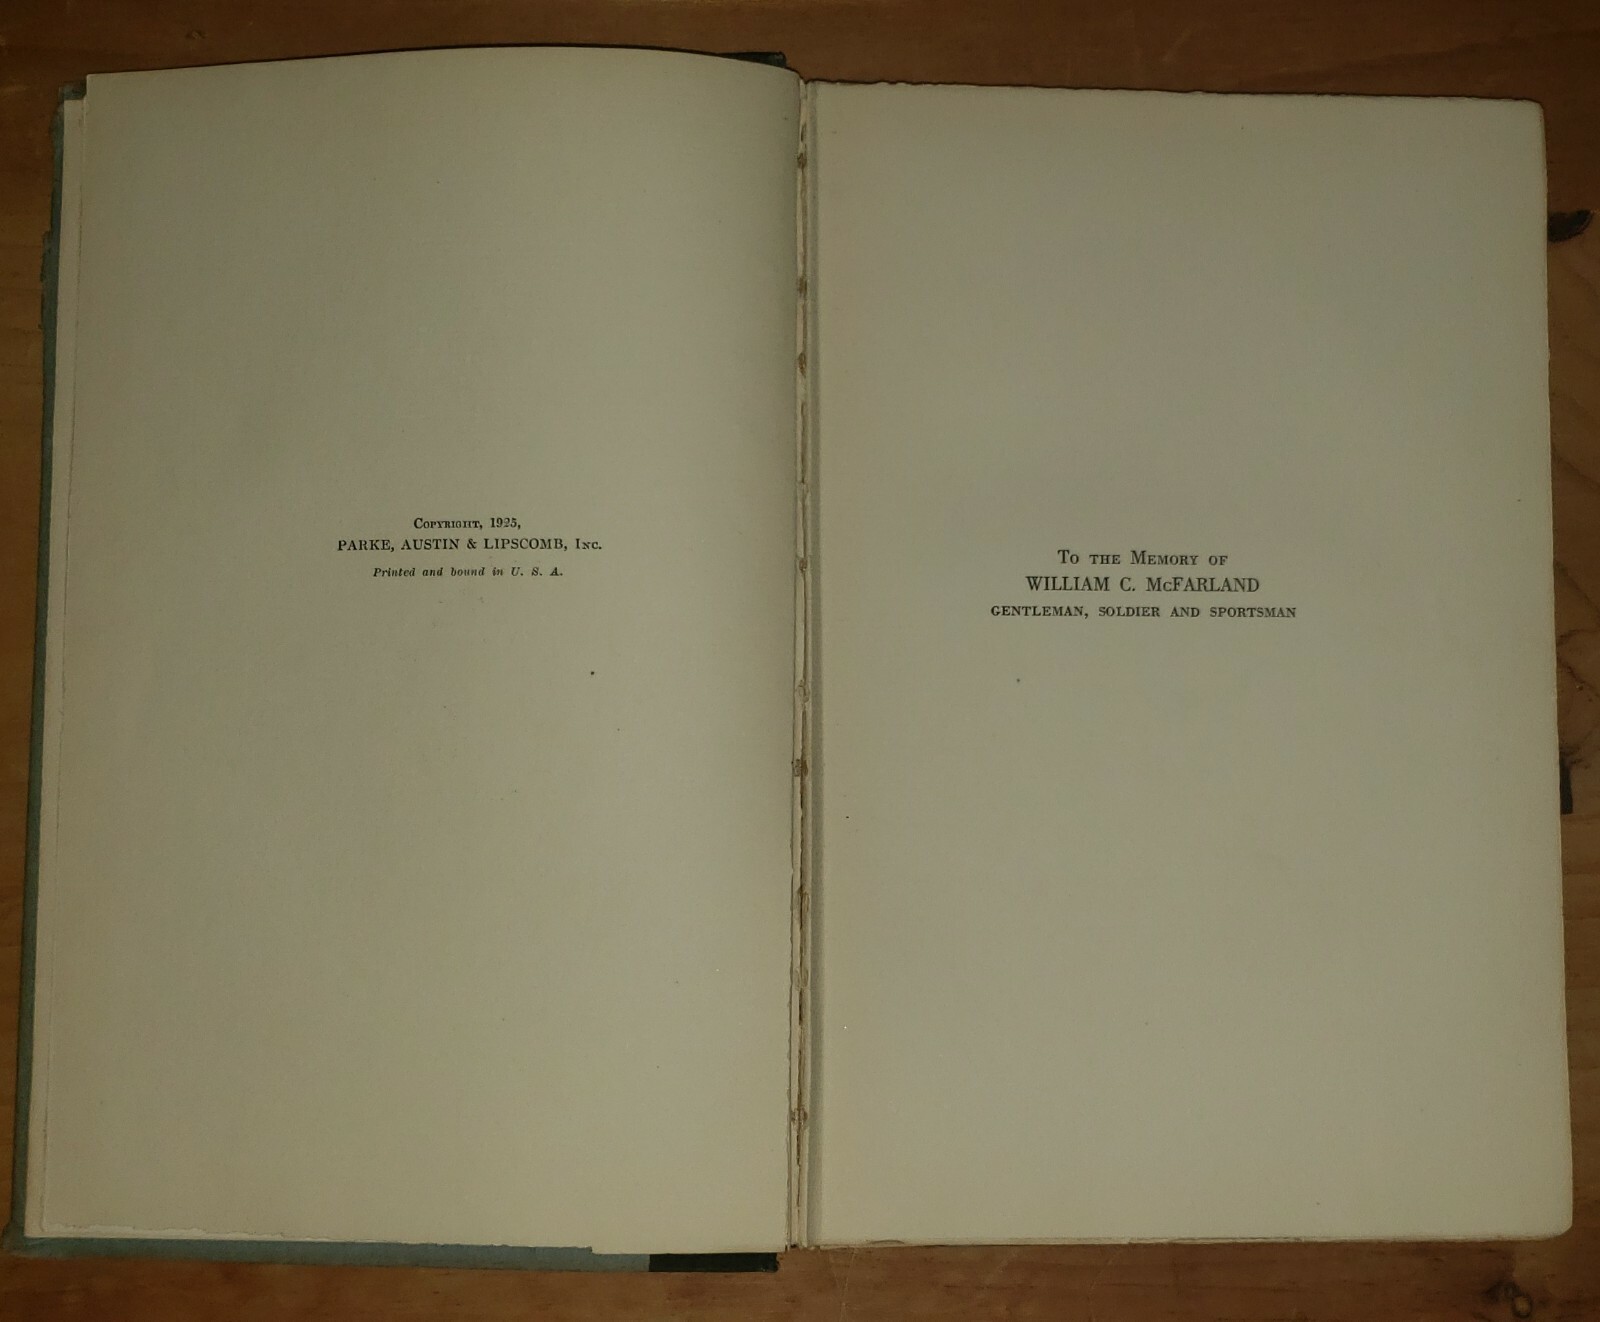 Copyright, 1925,
PARKE, AUSTIN & LIPSCOMB, Inc.
Printed and bound in U. S. A.
To the Memory of
WILLIAM C. McFARLAND
GENTLEMAN, SOLDIER AND SPORTSMAN